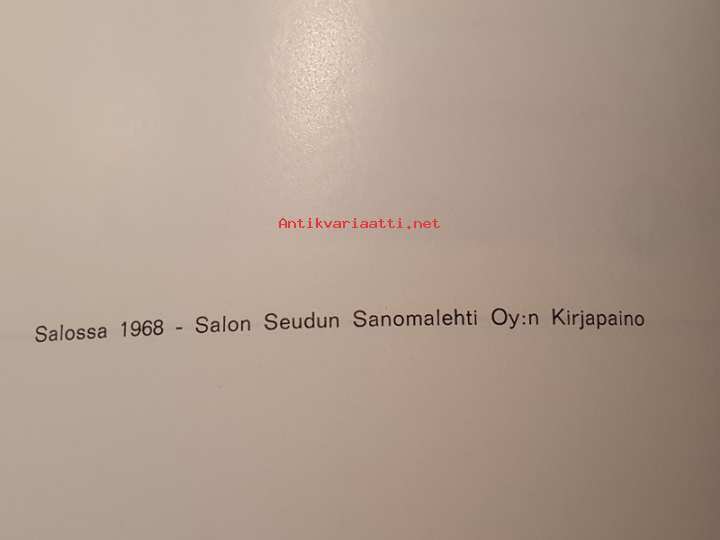 Antikvariaatti.net
Salossa 1968 - Salon Seudun Sanomalehti Oy:n Kirjapaino